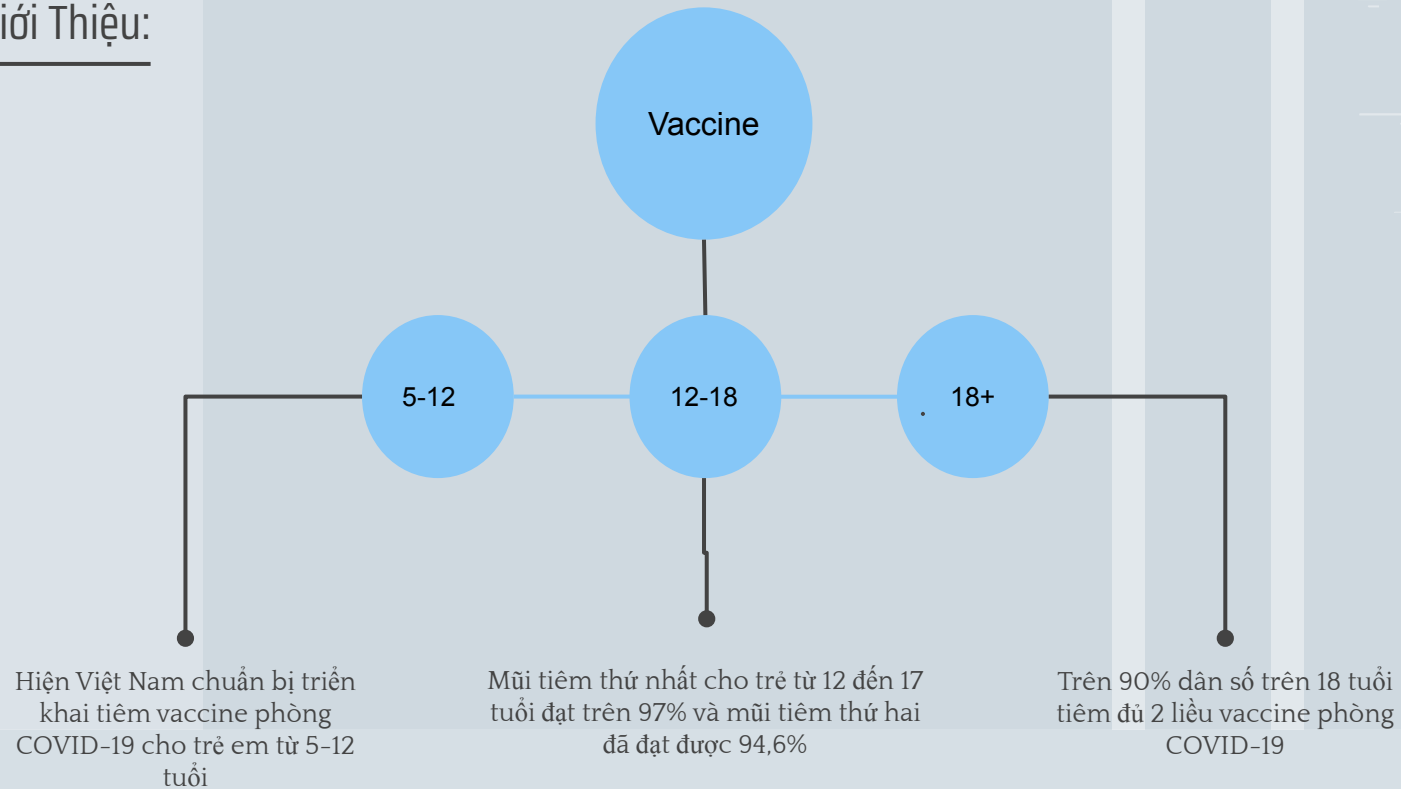 iới Thiệu:
Vaccine
5-12
12-18
18+
Hiện Việt Nam chuẩn bị triển
khai tiêm vaccine phòng
COVID-19 cho trẻ em từ 5-12
tuổi
Mũi tiêm thứ nhất cho trẻ từ 12 đến 17
tuổi đạt trên 97% và mũi tiêm thứ hai
đã đạt được 94,6%
Trên 90% dân số trên 18 tuổi
tiêm đủ 2 liều vaccine phòng
COVID-19